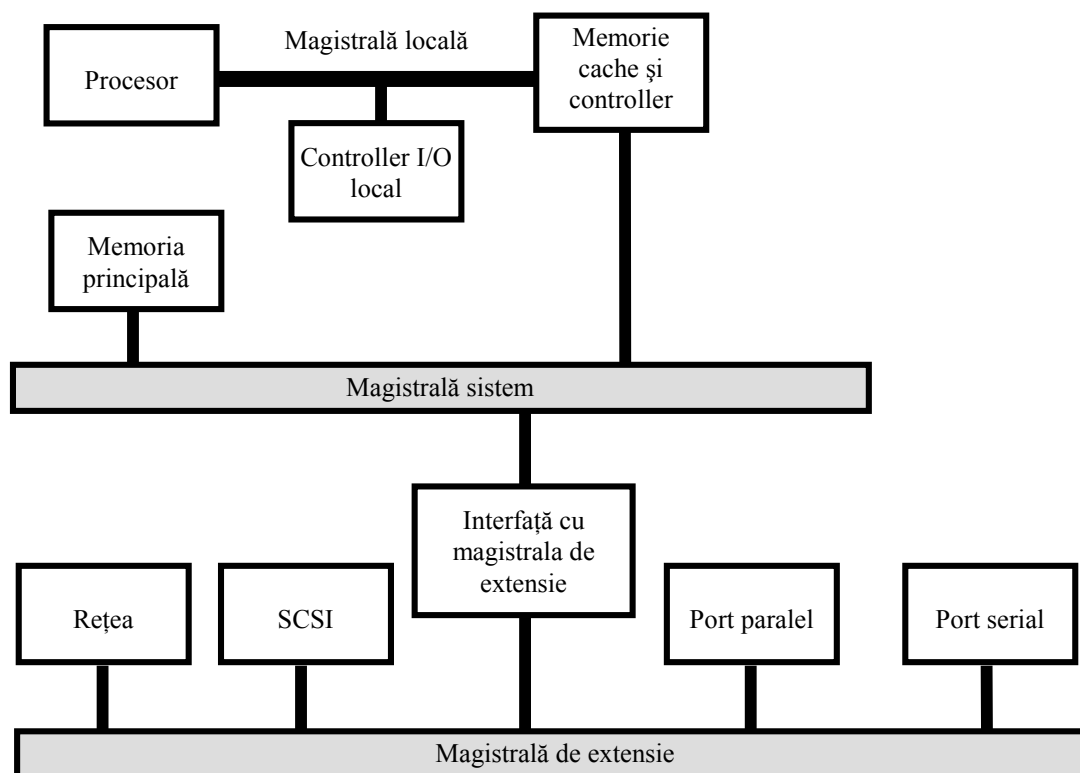 Magistrală locală
Procesor
Memorie
cache şi
controller
Controller I/O
local
Memoria
principală
Magistrală sistem
Interfață cu
magistrala de
extensie
Rețea
SCSI
Port paralel
Port serial
Magistrală de extensie